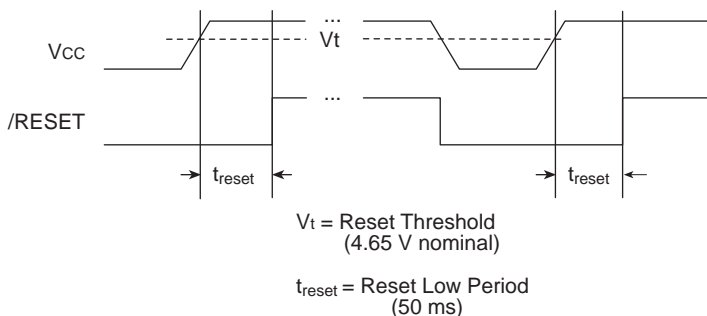 ...
VCC
Vt
...
/RESET
treset
treset
Vt = Reset Threshold
(4.65 V nominal)
treset = Reset Low Period
(50 ms)